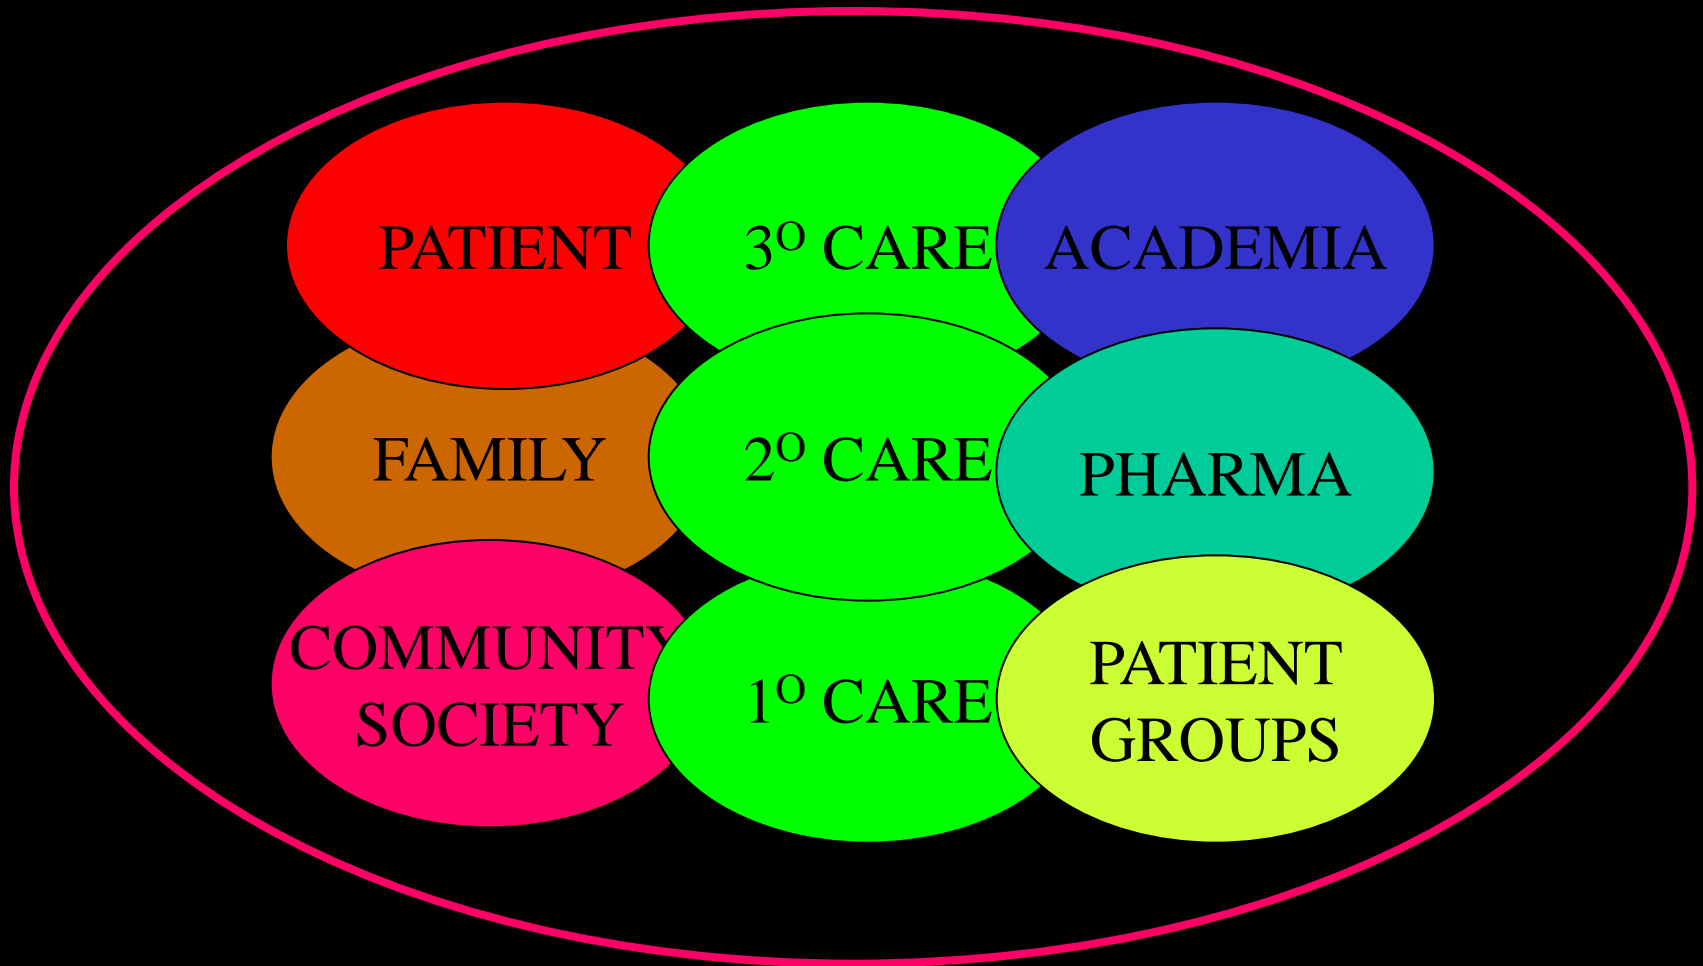 PATIENT
3ᴼ CARE
ACADEMIA
FAMILY
2ᴼ CARE
PHARMA
COMMUNITY
SOCIETY
1ᴼ CARE
PATIENT
GROUPS